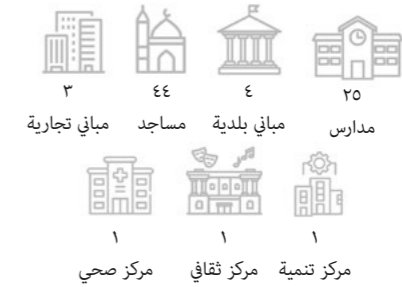 ٢٥ ٤ ٤٤ ٣
مدارس مباني بلدية مساجد مباني تجارية
١ ١ ١
مركز تنمية مركز ثقافي مركز صحي